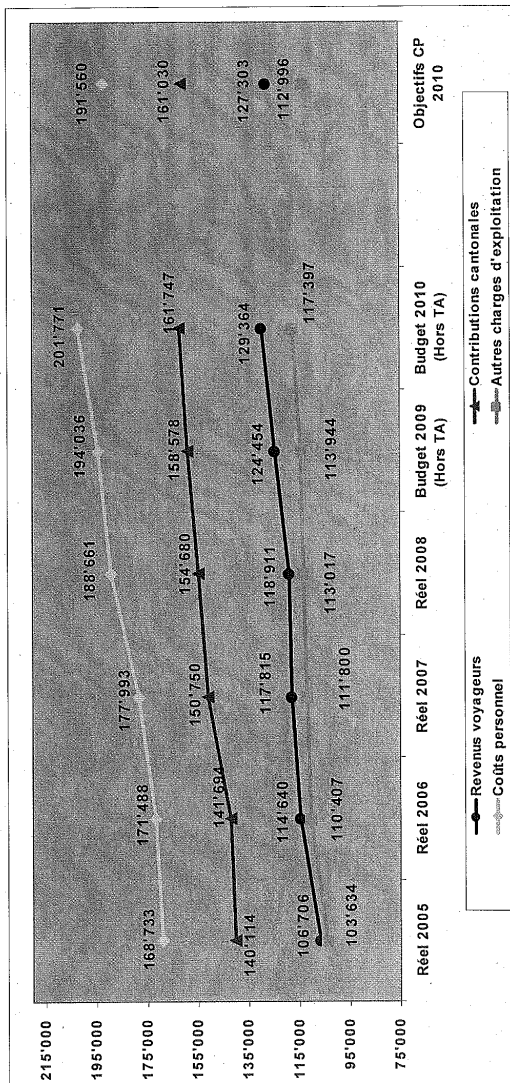 215'000
195'000
175'000
155'000
135'000
115'000
95'000
75'000
168'733
171'488
177'993
188'661
194'036
201'771
191'560
140'114
141'694
150'750
154'680
158'578
161'747
161'030
106'706
114'640
117'815
118'911
124'454
129'364
127'303
103'634
110'407
111'800
113'017
113'944
117'397
112'996
Réel 2005
Réel 2006
Réel 2007
Réel 2008
Budget 2009
(Hors TA)
Budget 2010
(Hors TA)
Objectifs CP
2010
Revenus voyageurs
Contributions cantonales
Coûts personnel
Autres charges d'exploitation